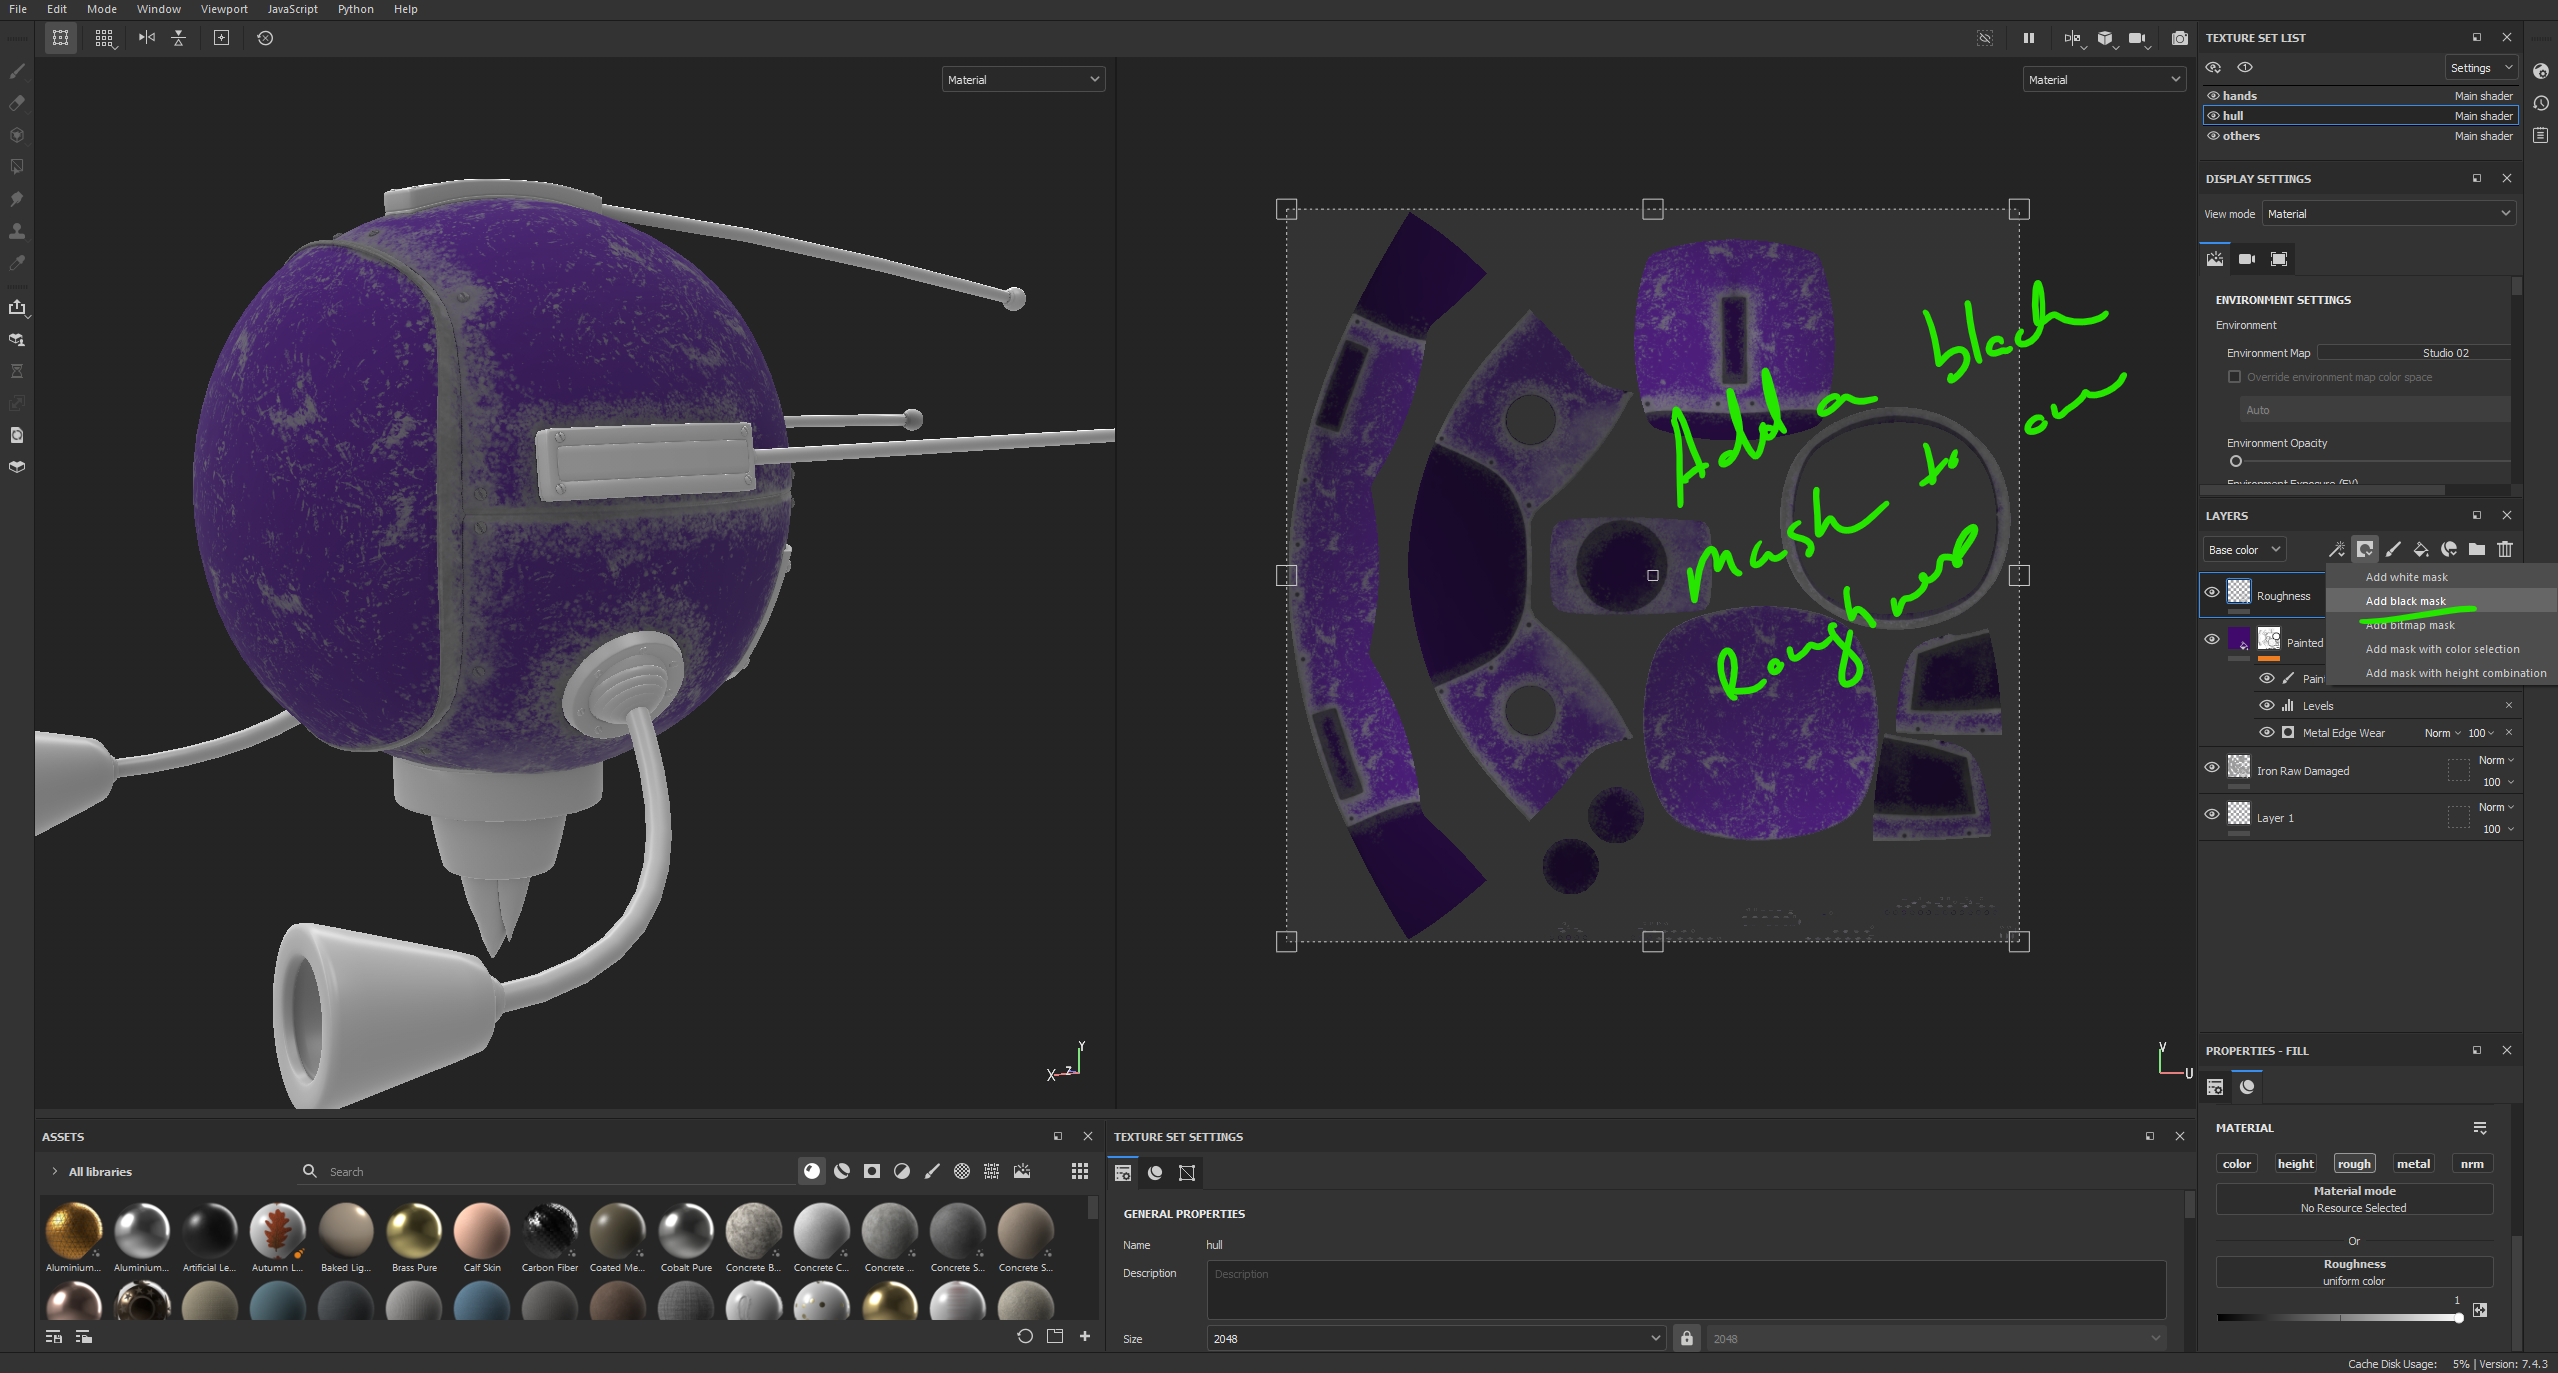 File Edit Mode Window Viewport JavaScript Python Help
Material
Material
TEXTURE SET LIST
Settings
hands Main shader
hull Main shader
others Main shader
DISPLAY SETTINGS
View mode Material
ENVIRONMENT SETTINGS
Environment
Environment Map Studio 02
Override environment map color space
Auto
Environment Opacity
Environment Exposure (EV)
Add a black
mask to our
Roughness
LAYERS
Base color
Add white mask
Add black mask
Add bitmap mask
Add mask with color selection
Add mask with height combination
Roughness
Painted
Pain
Levels
Metal Edge Wear Norm 100
Iron Raw Damaged Norm
100
Layer 1 Norm
100
X Z Y
V U
PROPERTIES - FILL
MATERIAL
color height rough metal nrm
Material mode
No Resource Selected
Or
Roughness
uniform color
1
ASSETS
All libraries Search
Aluminium... Aluminium... Artificial Le... Autumn L... Baked Lig... Brass Pure Calf Skin Carbon Fiber Coated Me... Cobalt Pure Concrete B... Concrete C... Concrete ... Concrete S... Concrete S...
TEXTURE SET SETTINGS
GENERAL PROPERTIES
Name hull
Description Description
Size 2048 2048
Cache Disk Usage: 5% | Version: 7.4.3